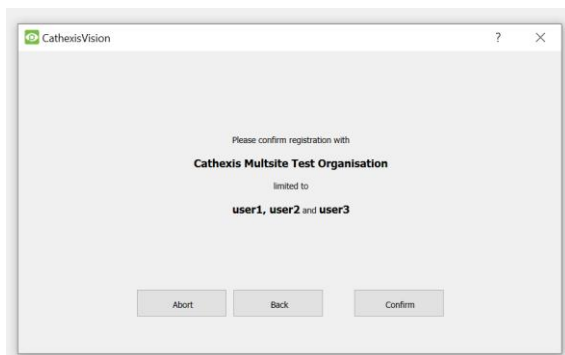 CathexisVision
?
Please confirm registration with
Cathexis Multsite Test Organisation
limited to
user1, user2 and user3
Abort Back Confirm